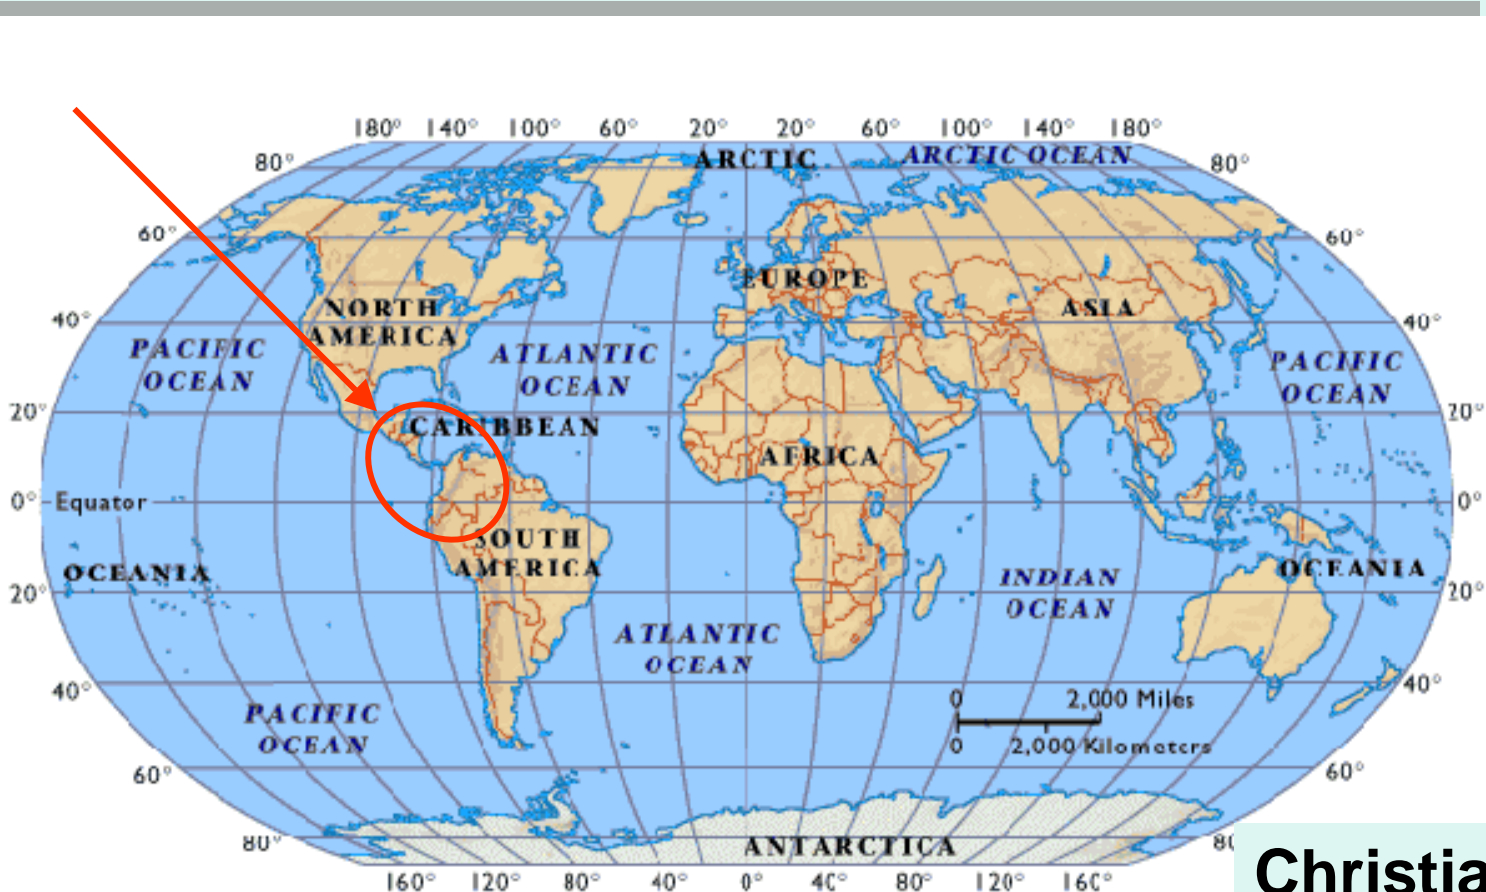 180° 140° 100° 60° 20° 20° 60° 100° 140° 180°
80° ARCTIC ARCTIC OCEAN 80°
60° 60°
EUROPE
NORTH AMERICA
ASIA
40° 40°
PACIFIC OCEAN
ATLANTIC OCEAN
PACIFIC OCEAN
20° 20°
CARIBBEAN
AFRICA
0° Equator 0°
SOUTH AMERICA
OCEANIA
INDIAN OCEAN
OCEANIA
20° 20°
ATLANTIC OCEAN
40° 40°
0 2,000 Miles
0 2,000 Kilometers
PACIFIC OCEAN
60° 60°
80° 80
ANTARCTICA
160° 120° 80° 40° 0° 40 80° 120° 160°
Christia